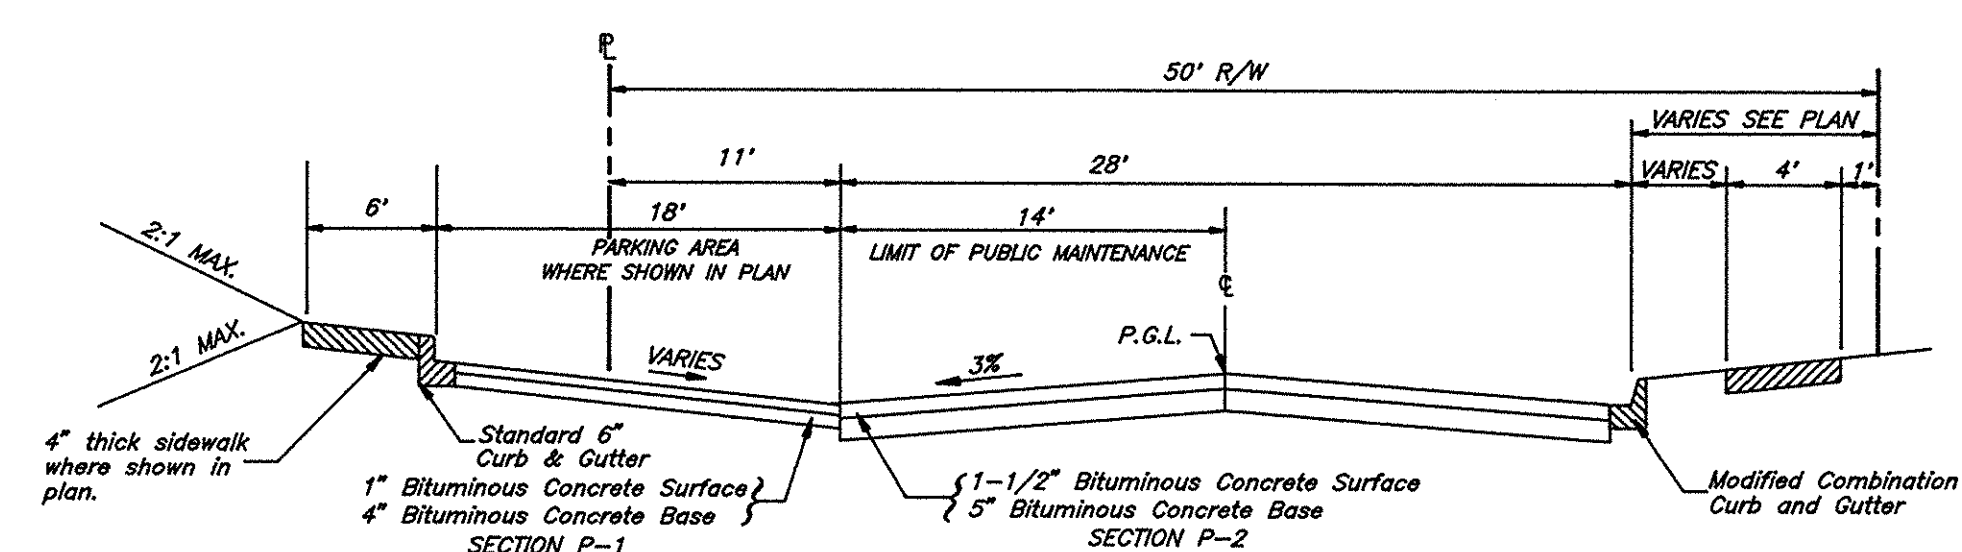 ℞
50' R/W
VARIES SEE PLAN
11'
28'
VARIES
4'
1'
6'
18'
14'
PARKING AREA
WHERE SHOWN IN PLAN
LIMIT OF PUBLIC MAINTENANCE
2:1 MAX.
℄
2:1 MAX.
VARIES
3%
P.G.L.
4" thick sidewalk
where shown in
plan.
Standard 6"
Curb & Gutter
1" Bituminous Concrete Surface
4" Bituminous Concrete Base
SECTION P-1
1-1/2" Bituminous Concrete Surface
5" Bituminous Concrete Base
SECTION P-2
Modified Combination
Curb and Gutter